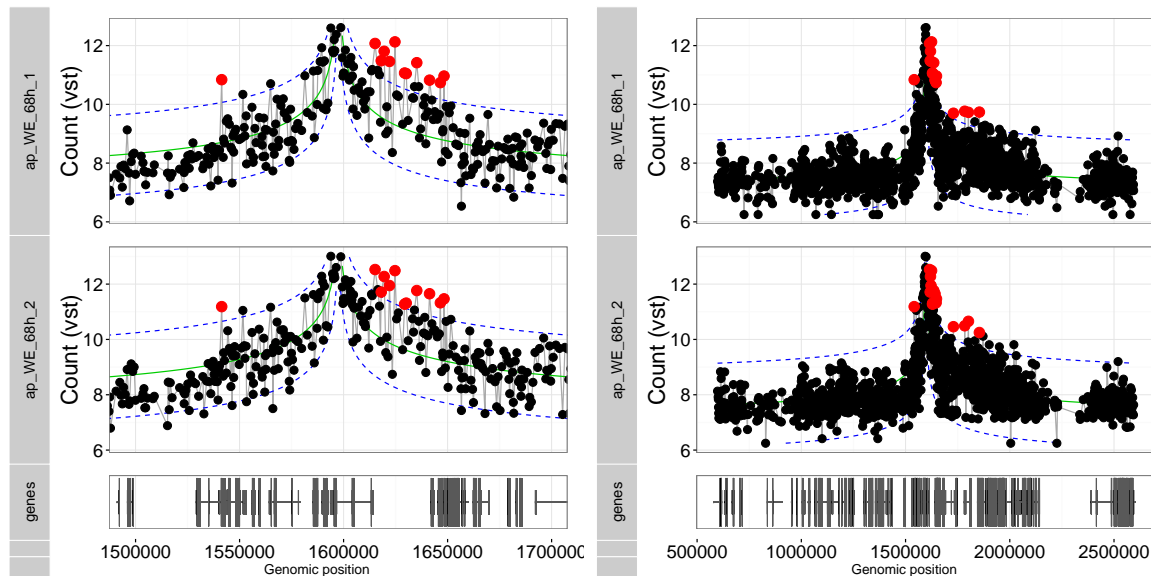 ap_WE_68h_1
Count (vst)
12
10
8
6
ap_WE_68h_2
Count (vst)
12
10
8
6
genes
1500000 1550000 1600000 1650000 170000
Genomic position
ap_WE_68h_1
Count (vst)
12
10
8
6
ap_WE_68h_2
Count (vst)
12
10
8
6
genes
500000 1000000 1500000 2000000 2500000
Genomic position